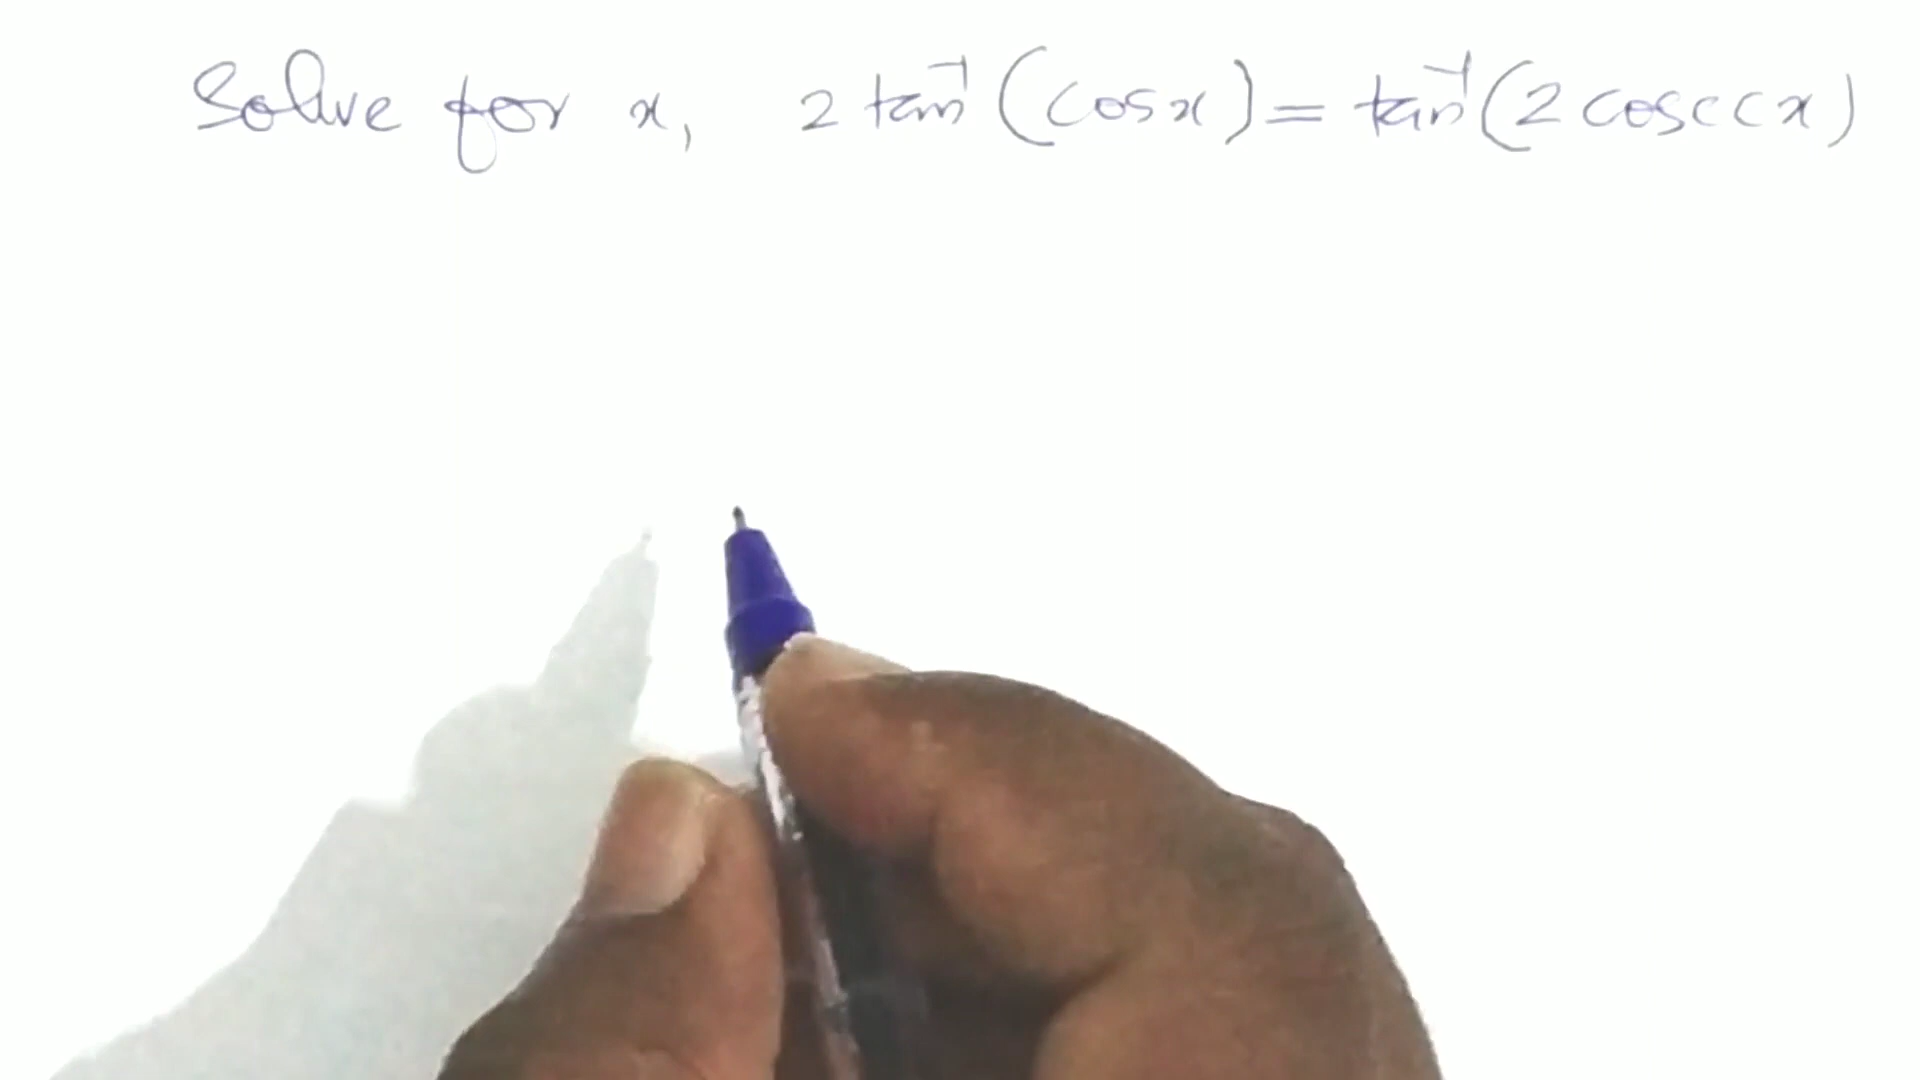 Solve for x, 2 tan⁻¹ (cos x) = tan⁻¹ (2 cosec x)